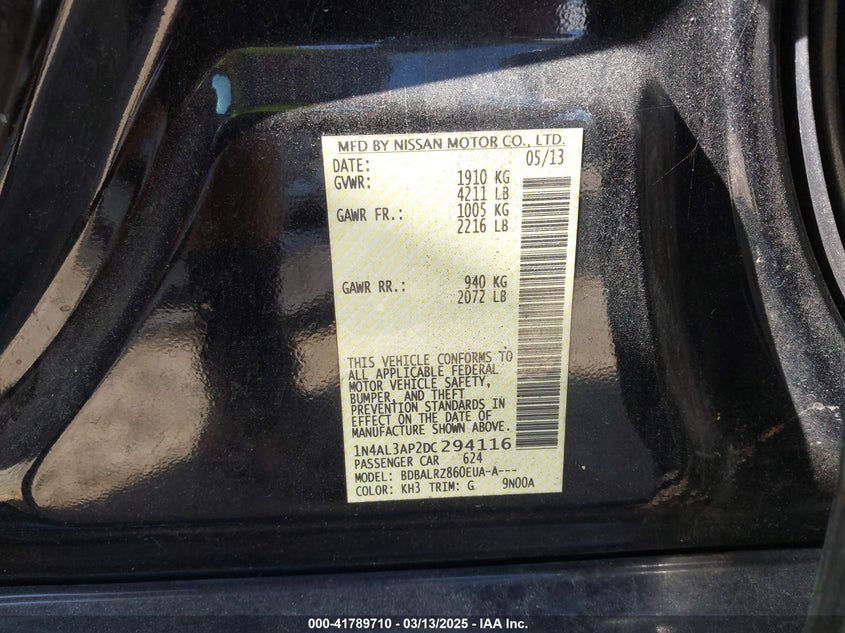 MFD BY NISSAN MOTOR CO., LTD.
DATE: 05/13
GVWR: 1910 KG
4211 LB
GAWR FR.: 1005 KG
2216 LB
GAWR RR.: 940 KG
2072 LB
THIS VEHICLE CONFORMS TO
ALL APPLICABLE FEDERAL
MOTOR VEHICLE SAFETY,
BUMPER, AND THEFT
PREVENTION STANDARDS IN
EFFECT ON THE DATE OF
MANUFACTURE SHOWN ABOVE.
1N4AL3AP2DC294116
PASSENGER CAR 624
MODEL: BDBALRZ860EUA-A---
COLOR: KH3 TRIM: G 9N00A
000-41789710 - 03/13/2025 - IAA Inc.